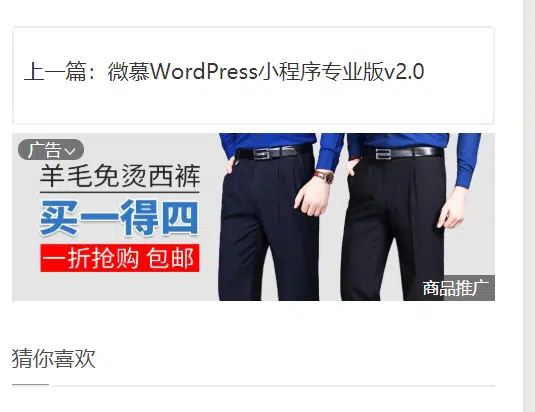 上一篇：微慕WordPress小程序专业版v2.0
广告
羊毛免烫西裤
买一得四
一折抢购 包邮
商品推广
猜你喜欢